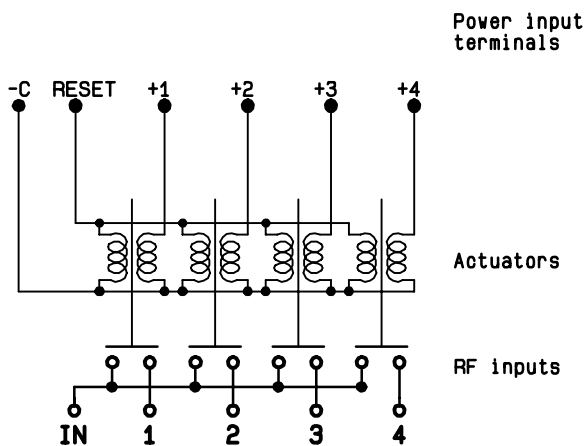 Power input
terminals
-C RESET +1 +2 +3 +4
Actuators
RF inputs
IN 1 2 3 4